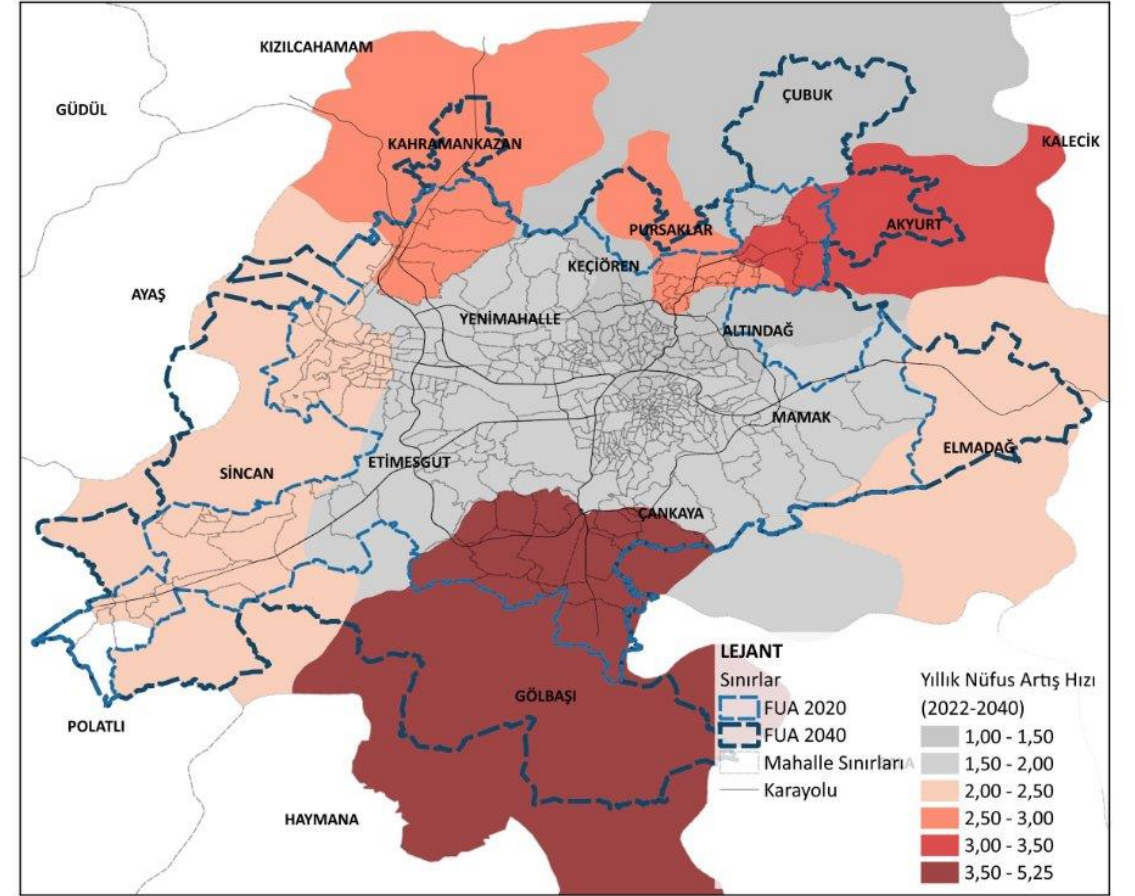 KIZILCAHAMAM
GÜDÜL
ÇUBUK
KAHRAMANKAZAN
KALECİK
PURSAKLAR
AKYURT
KEÇİÖREN
AYAŞ
YENİMAHALLE
ALTINDAĞ
MAMAK
ELMADAĞ
ETİMESGUT
SİNCAN
ÇANKAYA
GÖLBAŞI
POLATLI
HAYMANA
LEJANT
Sınırlar
FUA 2020
FUA 2040
Mahalle Sınırları
Karayolu
Yıllık Nüfus Artış Hızı
(2022-2040)
1,00 - 1,50
1,50 - 2,00
2,00 - 2,50
2,50 - 3,00
3,00 - 3,50
3,50 - 5,25